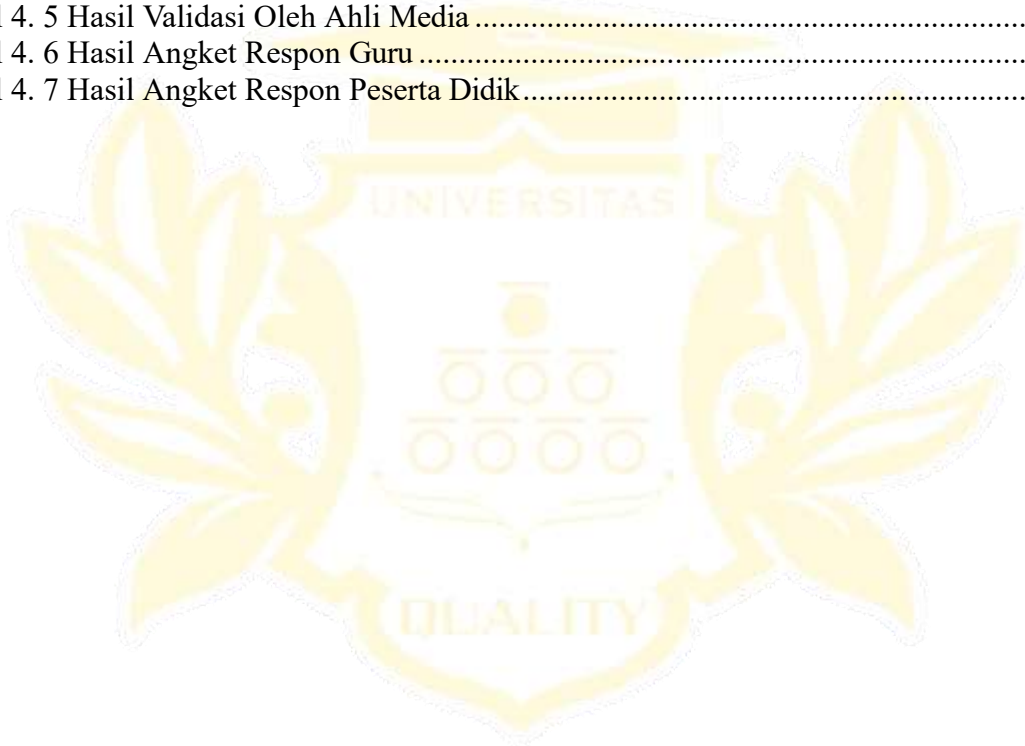 l 4. 5 Hasil Validasi Oleh Ahli Media ......................................................................
l 4. 6 Hasil Angket Respon Guru ..............................................................................
l 4. 7 Hasil Angket Respon Peserta Didik ................................................................
UNIVERSITAS
QUALITY